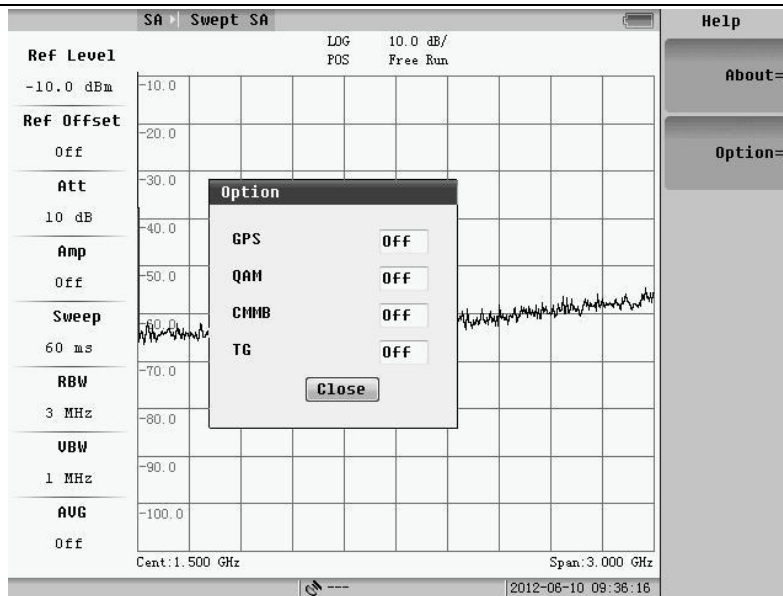 SA Swept SA
Help
LOG 10.0 dB/
POS Free Run
Ref Level
-10.0 dBm
Ref Offset
Off
Att
10 dB
Amp
Off
Sweep
60 ms
RBW
3 MHz
VBW
1 MHz
AVG
Off
-10.0
-20.0
-30.0
-40.0
-50.0
-60.0
-70.0
-80.0
-90.0
-100.0
Option
GPS Off
QAM Off
CMMB Off
TG Off
Close
About=
Option=
Cent:1.500 GHz
Span:3.000 GHz
---
2012-06-10 09:36:16